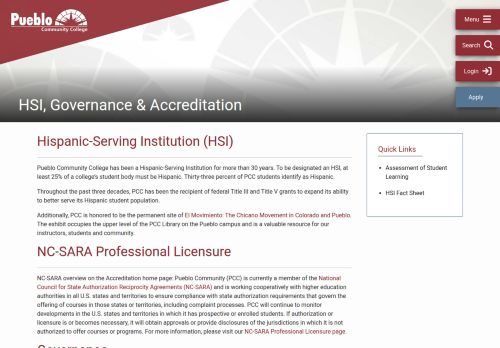 Pueblo
Community College
Menu
Search
Login
Apply
HSI, Governance & Accreditation
Hispanic-Serving Institution (HSI)
Pueblo Community College has been a Hispanic-Serving Institution for more than 30 years. To be designated an HSI, at
least 25% of a college's student body must be Hispanic. Thirty-three percent of PCC students identify as Hispanic.
Throughout the past three decades, PCC has been the recipient of federal Title III and Title V grants to expand its ability
to better serve its Hispanic student population.
Additionally, PCC is honored to be the permanent site of El Movimiento: The Chicano Movement in Colorado and Pueblo.
The exhibit occupies the upper level of the PCC Library on the Pueblo campus and is a valuable resource for our
instructors, students and community.
NC-SARA Professional Licensure
NC-SARA overview on the Accreditation home page: Pueblo Community (PCC) is currently a member of the National
Council for State Authorization Reciprocity Agreements (NC-SARA) and is working cooperatively with higher education
authorities in all U.S. states and territories to ensure compliance with state authorization requirements that govern the
offering of courses in those states or territories, including complaint processes. PCC will continue to monitor
developments in the U.S. states and territories in which it has prospective or enrolled students. If authorization or
licensure is or becomes necessary, it will obtain approvals or provide disclosures of the jurisdictions in which it is not
authorized to offer courses or programs. For more information, please visit our NC-SARA Professional Licensure page.
Quick Links
Assessment of Student
Learning
HSI Fact Sheet